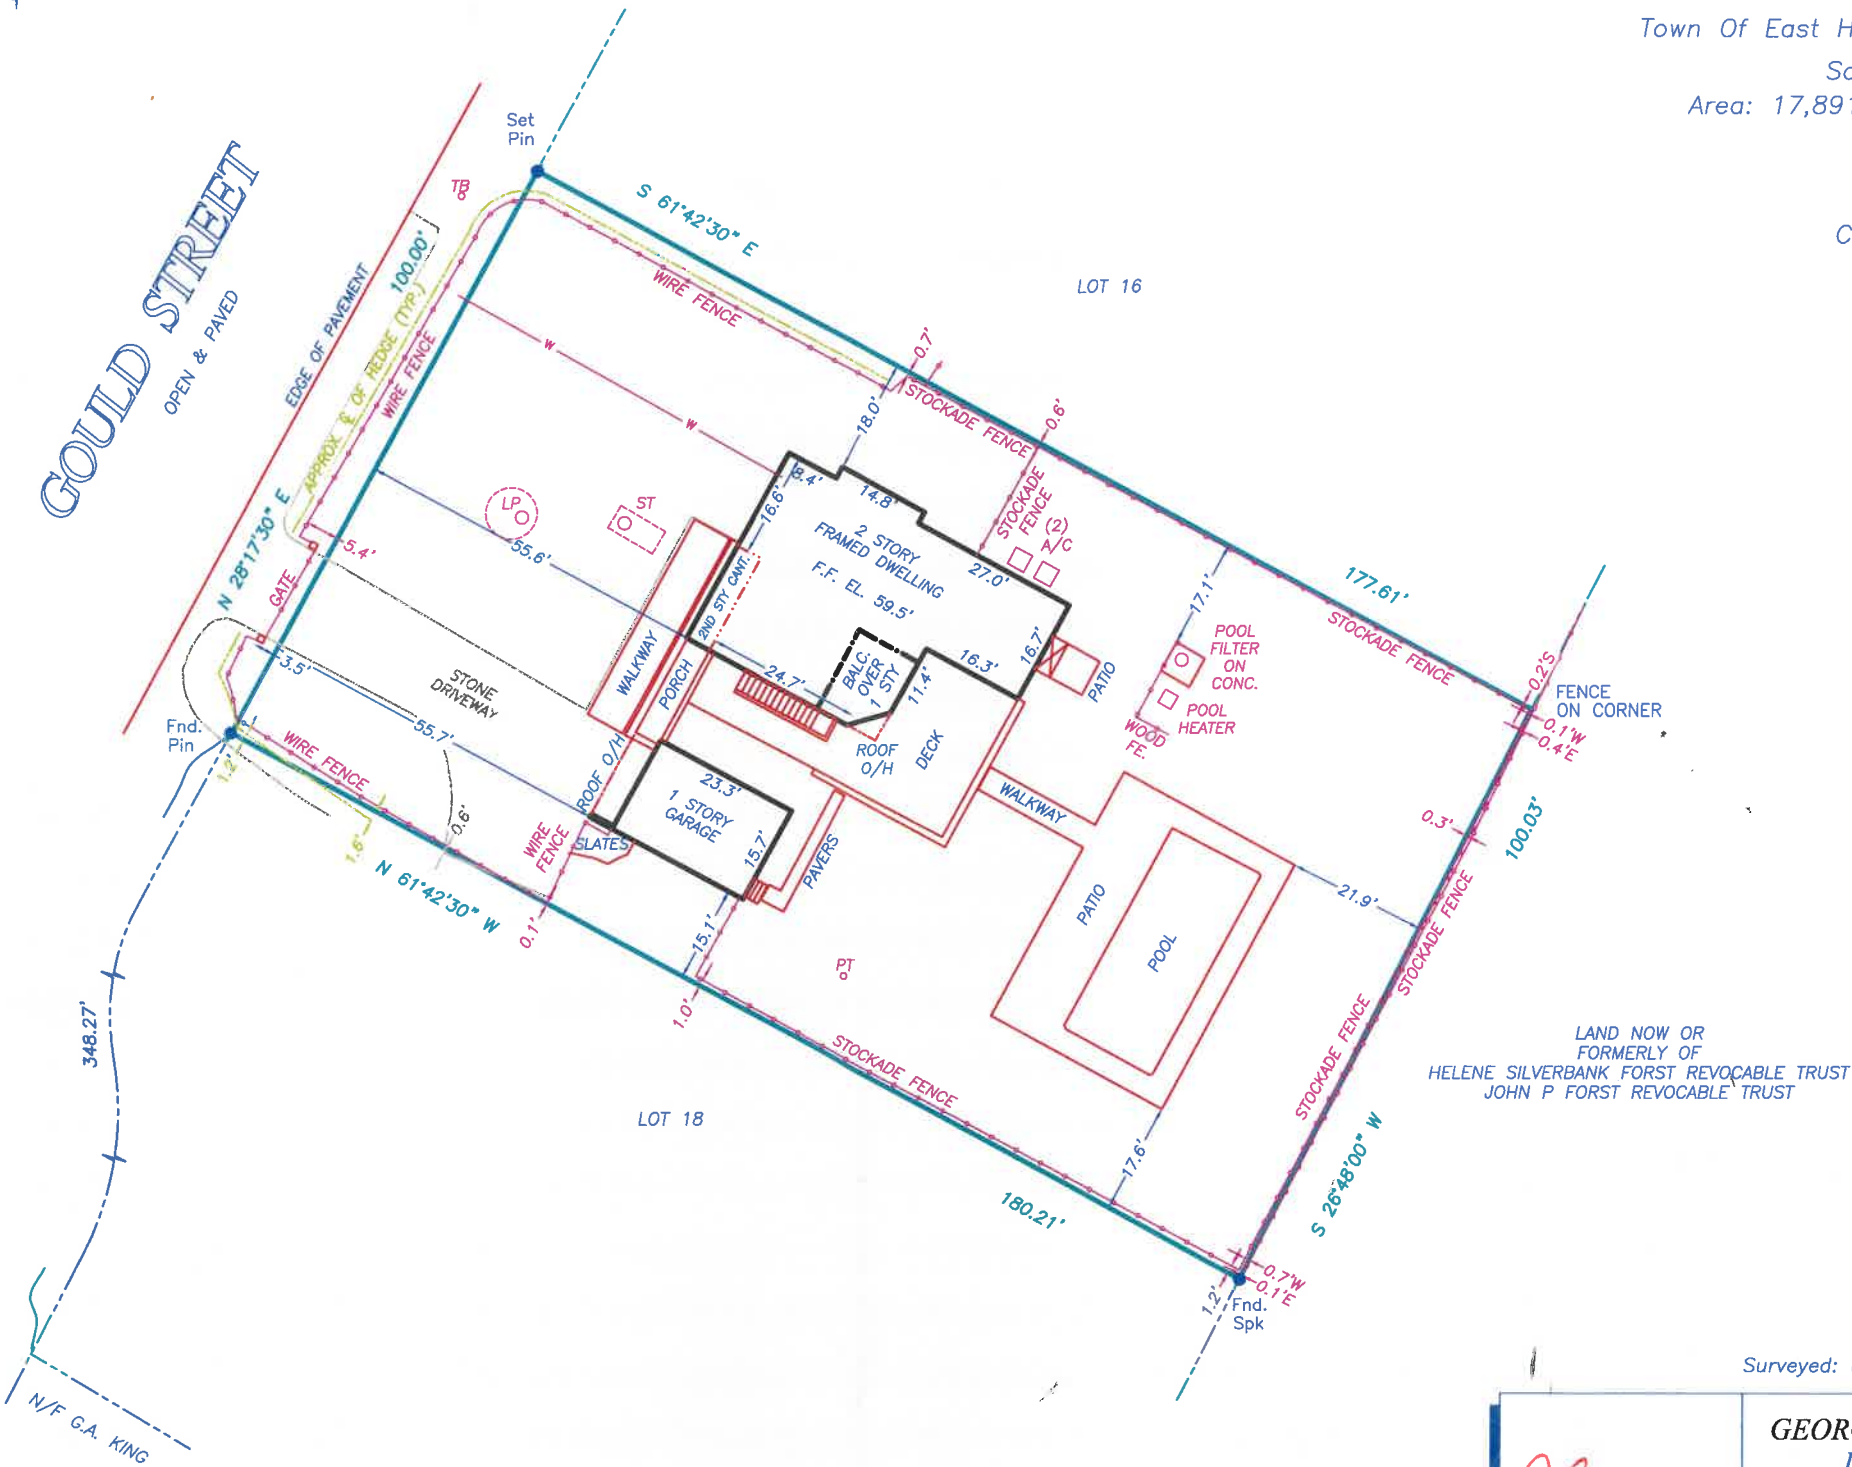 Town Of East H
Area: 17,891
C
GOULD STREET
OPEN & PAVED
EDGE OF PAVEMENT
Set
Pin
TB
S 61°42'30" E
LOT 16
100.00'
APPROX. ℄ OF HEDGE (TYP.)
WIRE FENCE
WIRE FENCE
W
W
0.7'
STOCKADE FENCE
18.0'
0.6'
STOCKADE
FENCE
(2)
A/C
N 28°17'30" E
5.4'
GATE
3.5'
LP
ST
55.6'
8.4'
14.8'
16.6'
2 STORY
FRAMED DWELLING
F.F. EL. 59.5'
27.0'
2ND STY CANT.
16.7'
16.3'
11.4'
24.7'
BALC.
OVER
1 STY
WALKWAY
PORCH
STONE
DRIVEWAY
55.7'
ROOF O/H
ROOF
O/H
DECK
PATIO
17.1'
POOL
FILTER
ON
CONC.
POOL
HEATER
WOOD
FE.
177.61'
STOCKADE FENCE
0.2'S
FENCE
ON CORNER
0.1'W
0.4'E
0.3'
100.03'
Fnd.
Pin
1.2'
WIRE FENCE
1.6'
0.6'
N 61°42'30" W
WIRE
FENCE
0.1'
SLATES
23.3'
1 STORY
GARAGE
15.7'
PAVERS
15.1'
1.0'
WALKWAY
PATIO
POOL
21.9'
STOCKADE FENCE
STOCKADE FENCE
PT
STOCKADE FENCE
17.6'
LOT 18
180.21'
S 26°48'00" W
LAND NOW OR
FORMERLY OF
HELENE SILVERBANK FORST REVOCABLE TRUST
JOHN P FORST REVOCABLE TRUST
0.7'W
0.1'E
1.2'
Fnd.
Spk
348.27'
N/F G.A. KING
Surveyed:
GEOR